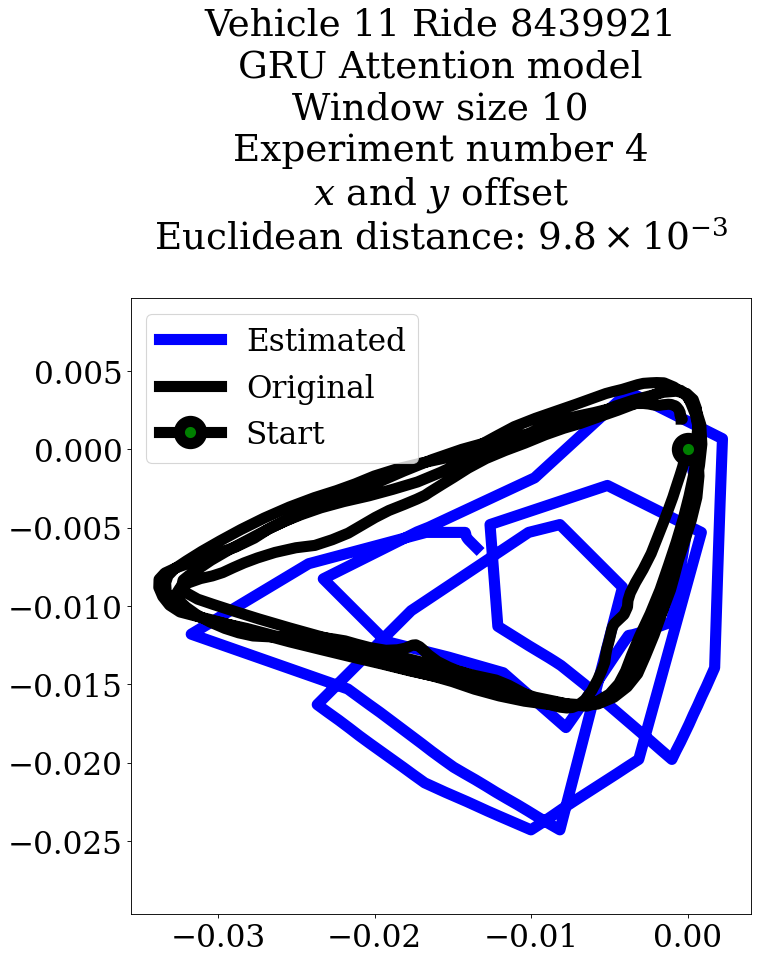 Vehicle 11 Ride 8439921
GRU Attention model
Window size 10
Experiment number 4
x and y offset
Euclidean distance: 9.8 × 10⁻³
Estimated
Original
Start
0.005
0.000
−0.005
−0.010
−0.015
−0.020
−0.025
−0.03 −0.02 −0.01 0.00